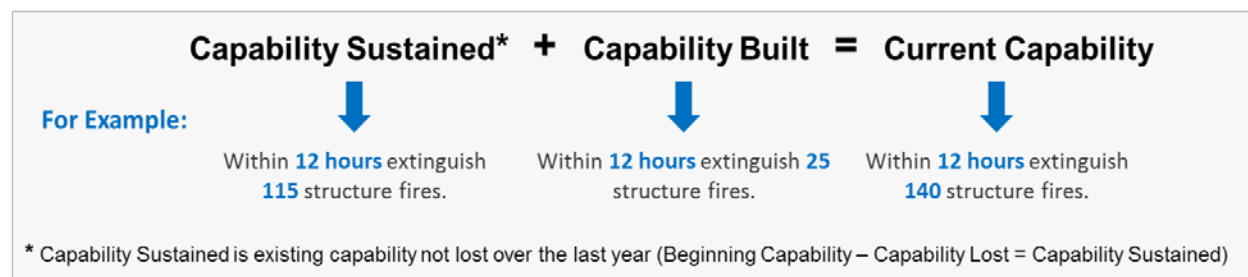 Capability Sustained* + Capability Built = Current Capability
For Example:
Within 12 hours extinguish 115 structure fires.
Within 12 hours extinguish 25 structure fires.
Within 12 hours extinguish 140 structure fires.
* Capability Sustained is existing capability not lost over the last year (Beginning Capability – Capability Lost = Capability Sustained)